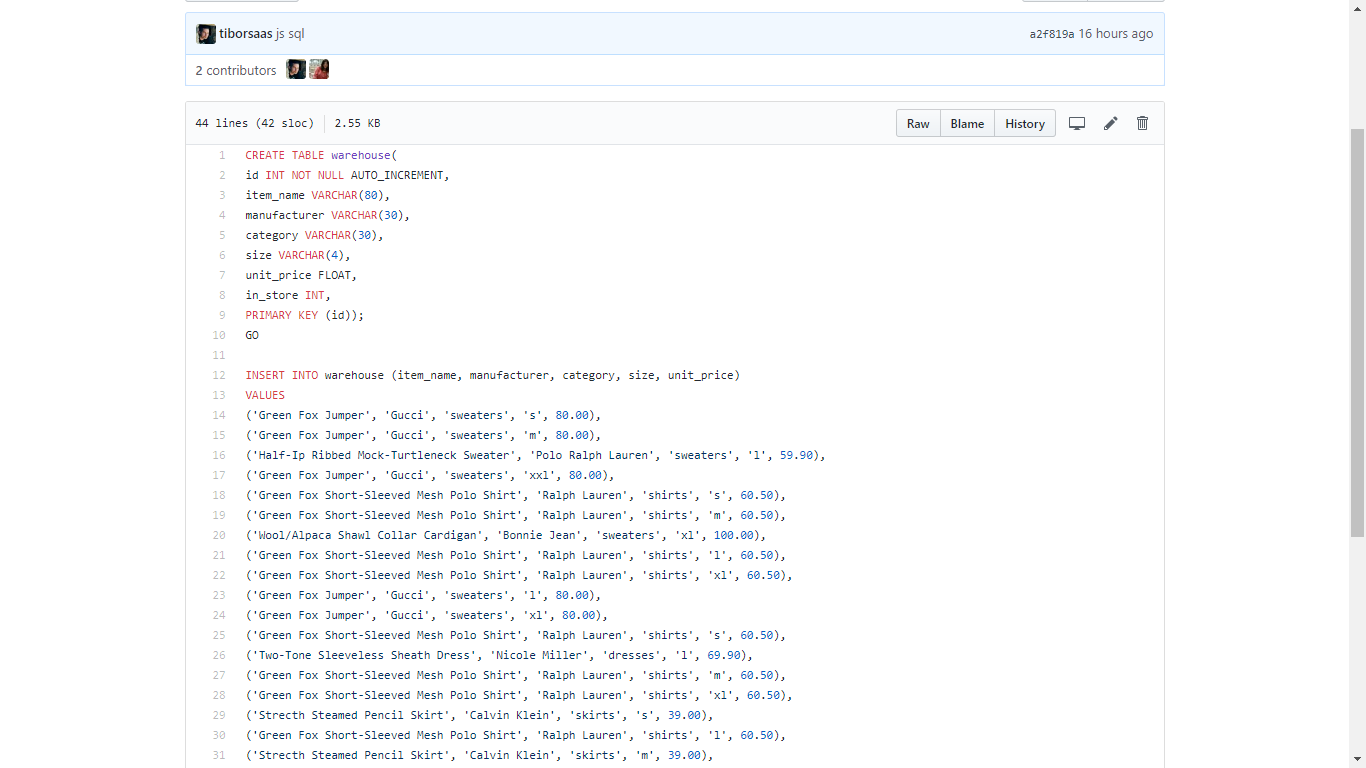 tiborsaas js sql a2f819a 16 hours ago
2 contributors
44 lines (42 sloc) 2.55 KB Raw Blame History
1 CREATE TABLE warehouse(
2 id INT NOT NULL AUTO_INCREMENT,
3 item_name VARCHAR(80),
4 manufacturer VARCHAR(30),
5 category VARCHAR(30),
6 size VARCHAR(4),
7 unit_price FLOAT,
8 in_store INT,
9 PRIMARY KEY (id));
10 GO
11
12 INSERT INTO warehouse (item_name, manufacturer, category, size, unit_price)
13 VALUES
14 ('Green Fox Jumper', 'Gucci', 'sweaters', 's', 80.00),
15 ('Green Fox Jumper', 'Gucci', 'sweaters', 'm', 80.00),
16 ('Half-Ip Ribbed Mock-Turtleneck Sweater', 'Polo Ralph Lauren', 'sweaters', 'l', 59.90),
17 ('Green Fox Jumper', 'Gucci', 'sweaters', 'xxl', 80.00),
18 ('Green Fox Short-Sleeved Mesh Polo Shirt', 'Ralph Lauren', 'shirts', 's', 60.50),
19 ('Green Fox Short-Sleeved Mesh Polo Shirt', 'Ralph Lauren', 'shirts', 'm', 60.50),
20 ('Wool/Alpaca Shawl Collar Cardigan', 'Bonnie Jean', 'sweaters', 'xl', 100.00),
21 ('Green Fox Short-Sleeved Mesh Polo Shirt', 'Ralph Lauren', 'shirts', 'l', 60.50),
22 ('Green Fox Short-Sleeved Mesh Polo Shirt', 'Ralph Lauren', 'shirts', 'xl', 60.50),
23 ('Green Fox Jumper', 'Gucci', 'sweaters', 'l', 80.00),
24 ('Green Fox Jumper', 'Gucci', 'sweaters', 'xl', 80.00),
25 ('Green Fox Short-Sleeved Mesh Polo Shirt', 'Ralph Lauren', 'shirts', 's', 60.50),
26 ('Two-Tone Sleeveless Sheath Dress', 'Nicole Miller', 'dresses', 'l', 69.90),
27 ('Green Fox Short-Sleeved Mesh Polo Shirt', 'Ralph Lauren', 'shirts', 'm', 60.50),
28 ('Green Fox Short-Sleeved Mesh Polo Shirt', 'Ralph Lauren', 'shirts', 'xl', 60.50),
29 ('Strecth Steamed Pencil Skirt', 'Calvin Klein', 'skirts', 's', 39.00),
30 ('Green Fox Short-Sleeved Mesh Polo Shirt', 'Ralph Lauren', 'shirts', 'l', 60.50),
31 ('Strecth Steamed Pencil Skirt', 'Calvin Klein', 'skirts', 'm', 39.00),